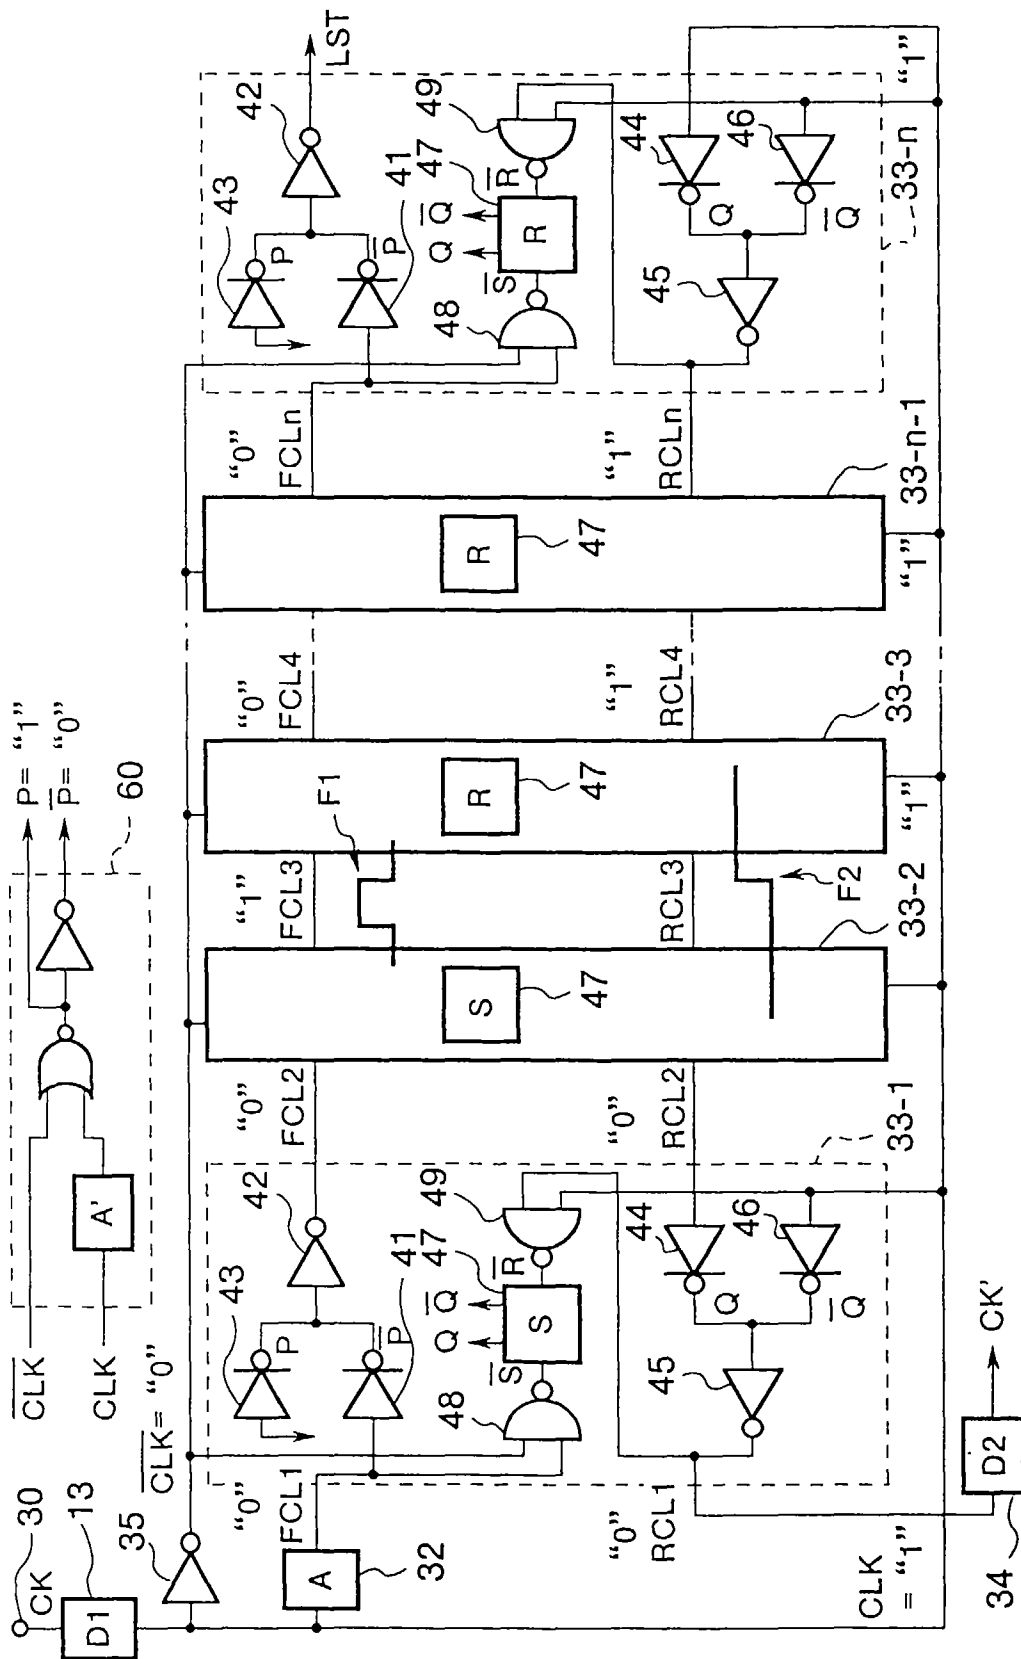 CK
30
D1
13
35
CLK
CLK
A'
60
P= "1"
P= "0"
CLK= "0"
A
32
"0"
FCL1
43
P
42
P
41
48
S
Q
Q
S
47
R
49
"0"
RCL1
45
Q
44
46
Q
33-1
CLK
= "1"
D2
34
CK'
"0"
FCL2
"0"
RCL2
S
47
33-2
"1"
FCL3
F1
RCL3
F2
R
47
33-3
"1"
"0"
FCL4
"1"
RCL4
R
47
33-n-1
"1"
"0"
FCLn
"1"
RCLn
43
P
42
LST
P
41
48
S
Q
Q
R
47
R
49
45
Q
44
46
Q
33-n
"1"